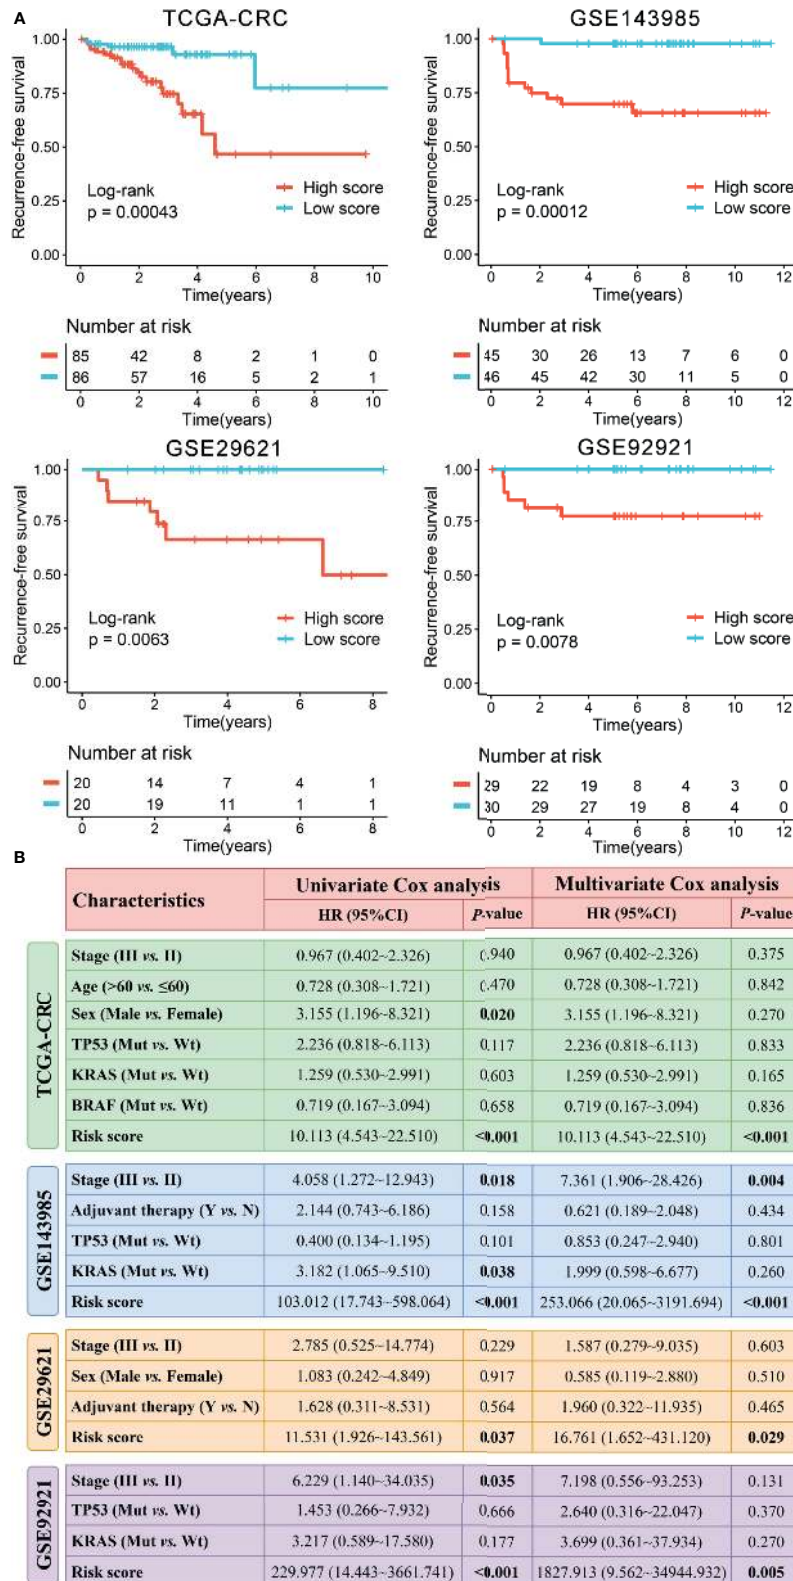 A
TCGA-CRC
Recurrence-free survival
1.00
0.75
0.50
0.25
0.00
Log-rank
p = 0.00043
High score
Low score
0 2 4 6 8 10
Time(years)
Number at risk
85 42 8 2 1 0
86 57 16 5 2 1
0 2 4 6 8 10
Time(years)
GSE143985
Recurrence-free survival
1.00
0.75
0.50
0.25
0.00
Log-rank
p = 0.00012
High score
Low score
0 2 4 6 8 10 12
Time(years)
Number at risk
45 30 26 13 7 6 0
46 45 42 30 11 5 0
0 2 4 6 8 10 12
Time(years)
GSE29621
Recurrence-free survival
1.00
0.75
0.50
0.25
0.00
Log-rank
p = 0.0063
High score
Low score
0 2 4 6 8
Time(years)
Number at risk
20 14 7 4 1
20 19 11 1 1
0 2 4 6 8
Time(years)
GSE92921
Recurrence-free survival
1.00
0.75
0.50
0.25
0.00
Log-rank
p = 0.0078
High score
Low score
0 2 4 6 8 10 12
Time(years)
Number at risk
29 22 19 8 4 3 0
30 29 27 19 8 4 0
0 2 4 6 8 10 12
Time(years)
B
Characteristics Univariate Cox analysis Multivariate Cox analysis
HR (95%CI) P-value HR (95%CI) P-value
TCGA-CRC
Stage (III vs. II) 0.967 (0.402~2.326) 0.940 0.967 (0.402~2.326) 0.375
Age (>60 vs. ≤60) 0.728 (0.308~1.721) 0.470 0.728 (0.308~1.721) 0.842
Sex (Male vs. Female) 3.155 (1.196~8.321) 0.020 3.155 (1.196~8.321) 0.270
TP53 (Mut vs. Wt) 2.236 (0.818~6.113) 0.117 2.236 (0.818~6.113) 0.833
KRAS (Mut vs. Wt) 1.259 (0.530~2.991) 0.603 1.259 (0.530~2.991) 0.165
BRAF (Mut vs. Wt) 0.719 (0.167~3.094) 0.658 0.719 (0.167~3.094) 0.836
Risk score 10.113 (4.543~22.510) <0.001 10.113 (4.543~22.510) <0.001
GSE143985
Stage (III vs. II) 4.058 (1.272~12.943) 0.018 7.361 (1.906~28.426) 0.004
Adjuvant therapy (Y vs. N) 2.144 (0.743~6.186) 0.158 0.621 (0.189~2.048) 0.434
TP53 (Mut vs. Wt) 0.400 (0.134~1.195) 0.101 0.853 (0.247~2.940) 0.801
KRAS (Mut vs. Wt) 3.182 (1.065~9.510) 0.038 1.999 (0.598~6.677) 0.260
Risk score 103.012 (17.743~598.064) <0.001 253.066 (20.065~3191.694) <0.001
GSE29621
Stage (III vs. II) 2.785 (0.525~14.774) 0.229 1.587 (0.279~9.035) 0.603
Sex (Male vs. Female) 1.083 (0.242~4.849) 0.917 0.585 (0.119~2.880) 0.510
Adjuvant therapy (Y vs. N) 1.628 (0.311~8.531) 0.564 1.960 (0.322~11.935) 0.465
Risk score 11.531 (1.926~143.561) 0.037 16.761 (1.652~431.120) 0.029
GSE92921
Stage (III vs. II) 6.229 (1.140~34.035) 0.035 7.198 (0.556~93.253) 0.131
TP53 (Mut vs. Wt) 1.453 (0.266~7.932) 0.666 2.640 (0.316~22.047) 0.370
KRAS (Mut vs. Wt) 3.217 (0.589~17.580) 0.177 3.699 (0.361~37.934) 0.270
Risk score 229.977 (14.443~3661.741) <0.001 1827.913 (9.562~34944.932) 0.005